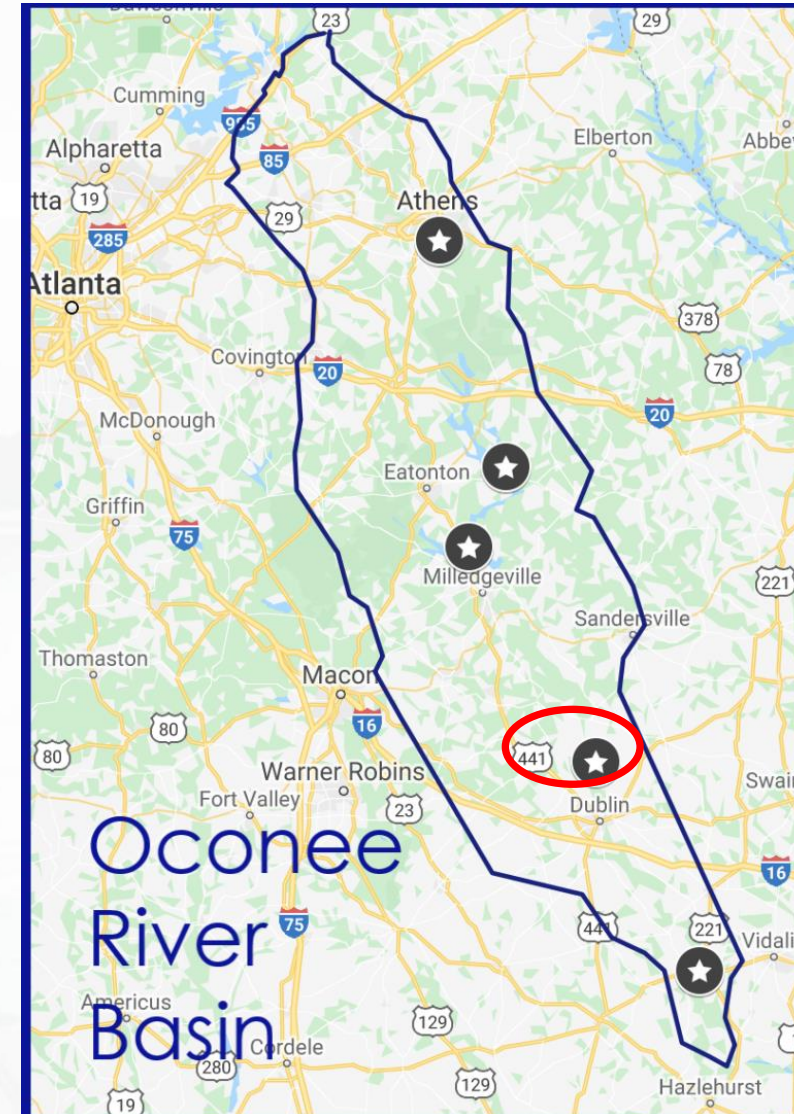 23
29
Cumming
985
Elberton
Alpharetta
85
Athens
tta
19
29
285
Atlanta
378
Covington
20
78
20
McDonough
Eatonton
Griffin
75
Milledgeville
221
Sandersville
Thomaston
Macon
80
16
80
441
Warner Robins
Swai
Fort Valley
23
Dublin
Oconee
16
River
75
441
221
Vidali
Americus
Basin
129
280
Cordele
129
19
Hazlehurst